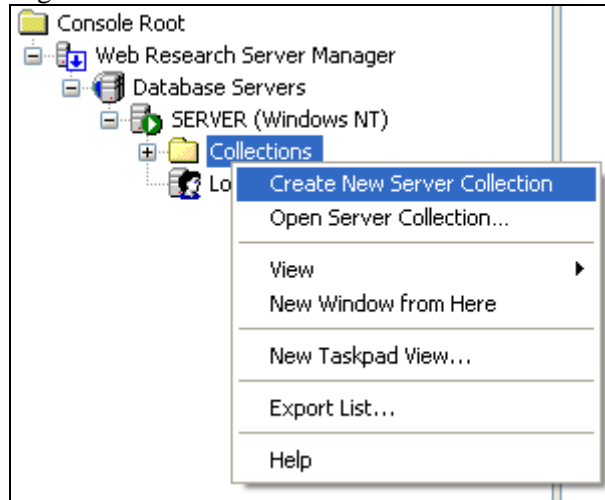 Console Root
Web Research Server Manager
Database Servers
SERVER (Windows NT)
Collections
Lo
Create New Server Collection
Open Server Collection...
View
New Window from Here
New Taskpad View...
Export List...
Help